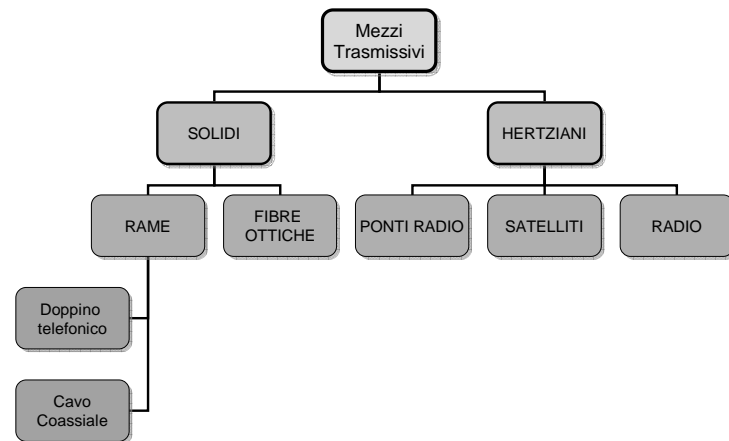 Mezzi
Trasmissivi
SOLIDI
HERTZIANI
RAME
FIBRE
OTTICHE
PONTI RADIO
SATELLITI
RADIO
Doppino
telefonico
Cavo
Coassiale